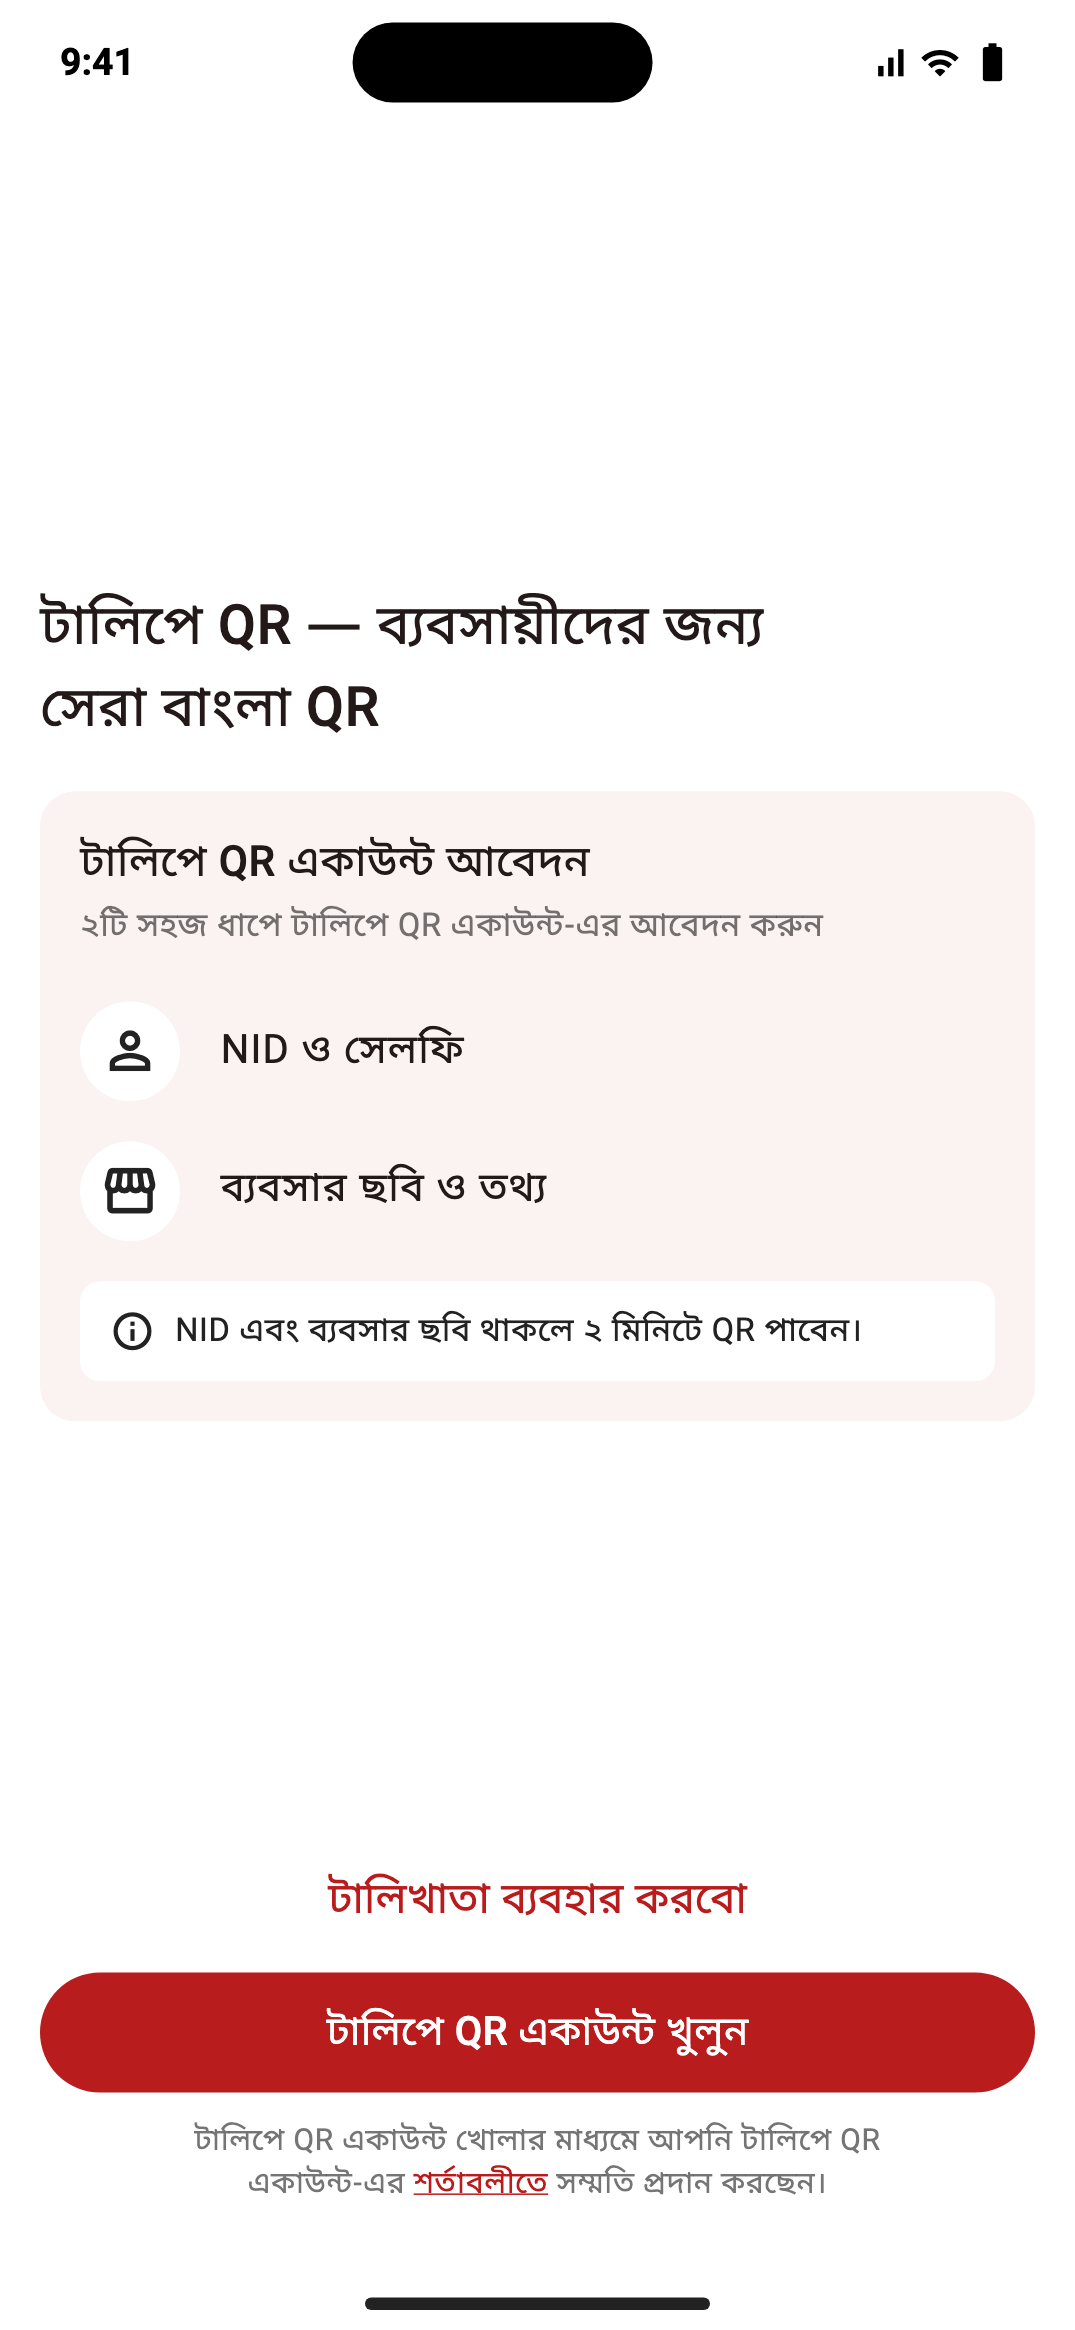 9:41
টালিপে QR — ব্যবসায়ীদের জন্য
সেরা বাংলা QR
টালিপে QR একাউন্ট আবেদন
২টি সহজ ধাপে টালিপে QR একাউন্ট-এর আবেদন করুন
NID ও সেলফি
ব্যবসার ছবি ও তথ্য
NID এবং ব্যবসার ছবি থাকলে ২ মিনিটে QR পাবেন।
টালিখাতা ব্যবহার করবো
টালিপে QR একাউন্ট খুলুন
টালিপে QR একাউন্ট খোলার মাধ্যমে আপনি টালিপে QR
একাউন্ট-এর শর্তাবলীতে সম্মতি প্রদান করছেন।